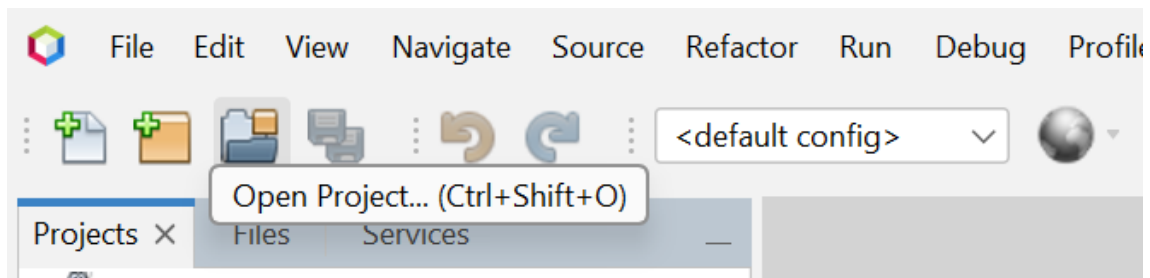 File Edit View Navigate Source Refactor Run Debug Profile
<default config>
Open Project... (Ctrl+Shift+O)
Projects Files Services